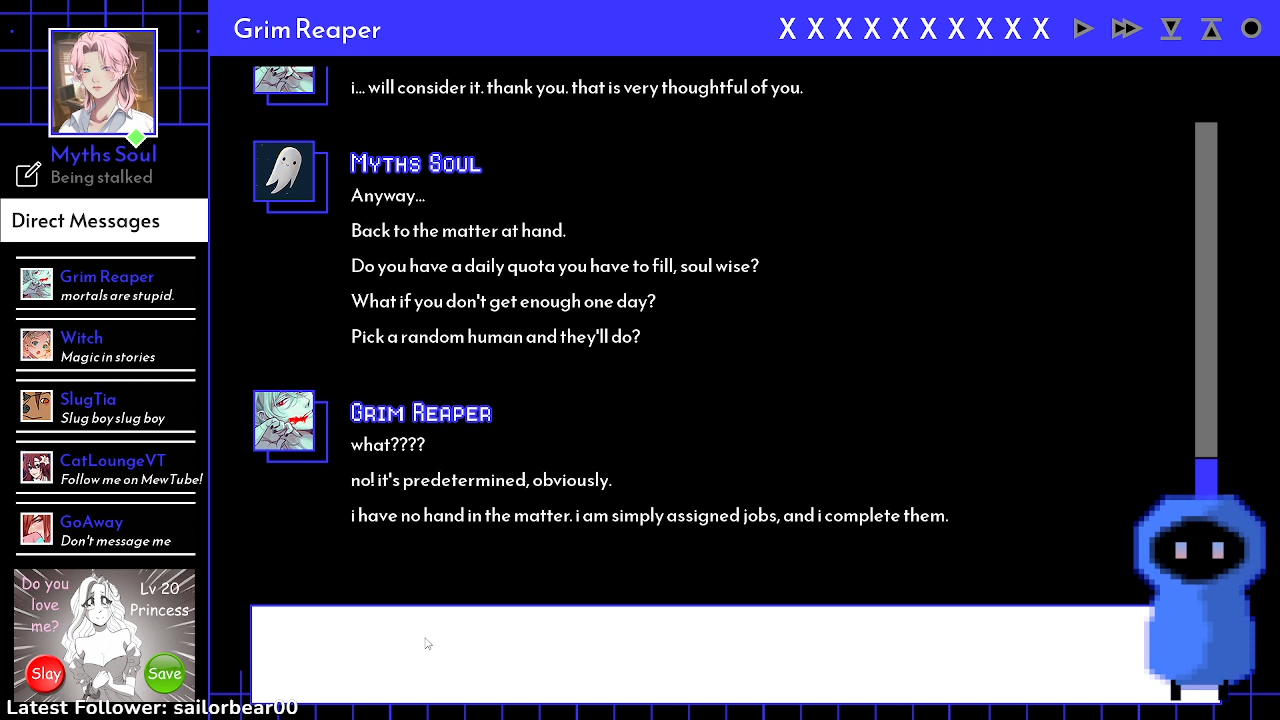 Grim Reaper
X X X X X X X X X X
Myths Soul
Being stalked
Direct Messages
Grim Reaper
mortals are stupid.
Witch
Magic in stories
SlugTia
Slug boy slug boy
CatLoungeVT
Follow me on MewTube!
GoAway
Don't message me
Do you love me?
Lv 20 Princess
Slay
Save
Latest Follower: sailorbear00
i... will consider it. thank you. that is very thoughtful of you.
Myths Soul
Anyway...
Back to the matter at hand.
Do you have a daily quota you have to fill, soul wise?
What if you don't get enough one day?
Pick a random human and they'll do?
Grim Reaper
what????
no! it's predetermined, obviously.
i have no hand in the matter. i am simply assigned jobs, and i complete them.